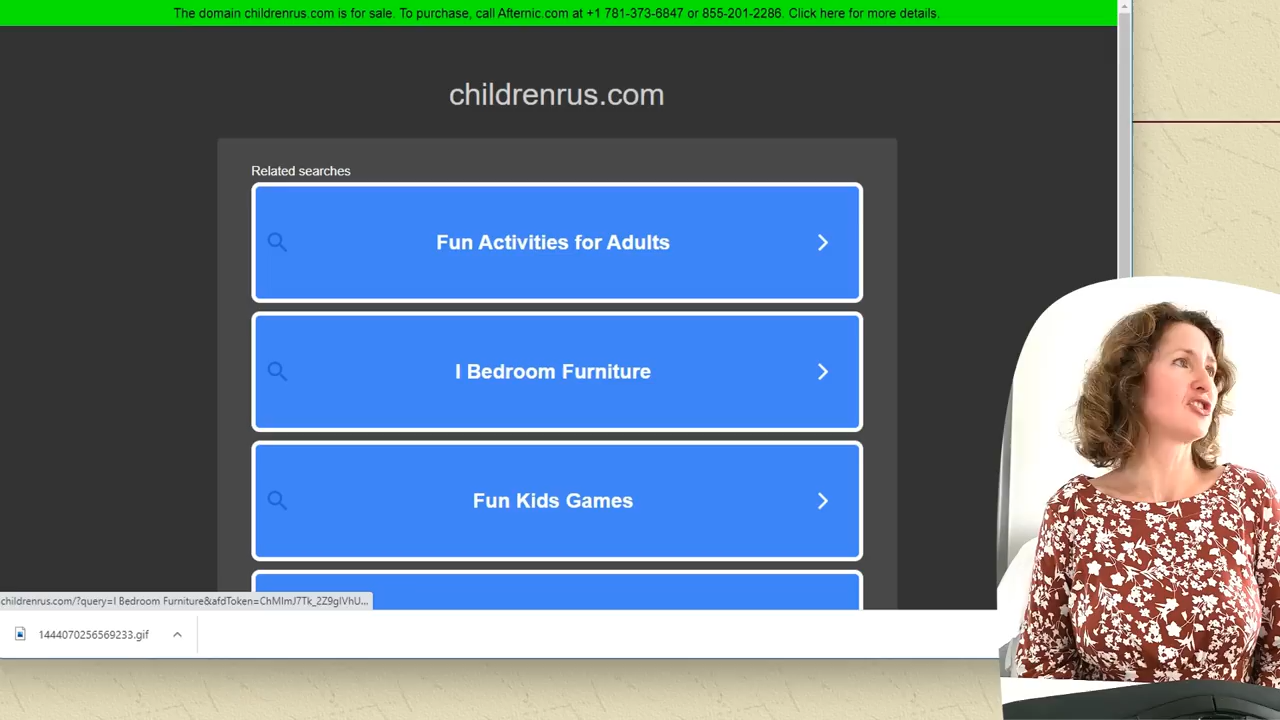 The domain childrenrus.com is for sale. To purchase, call Afternic.com at +1 781-373-6847 or 855-201-2286. Click here for more details.
childrenrus.com
Related searches
Fun Activities for Adults
I Bedroom Furniture
Fun Kids Games
childrenrus.com/?query=I Bedroom Furniture&afdToken=ChMImJ7Tk_2Z9gIVhU...
1444070256569233.gif